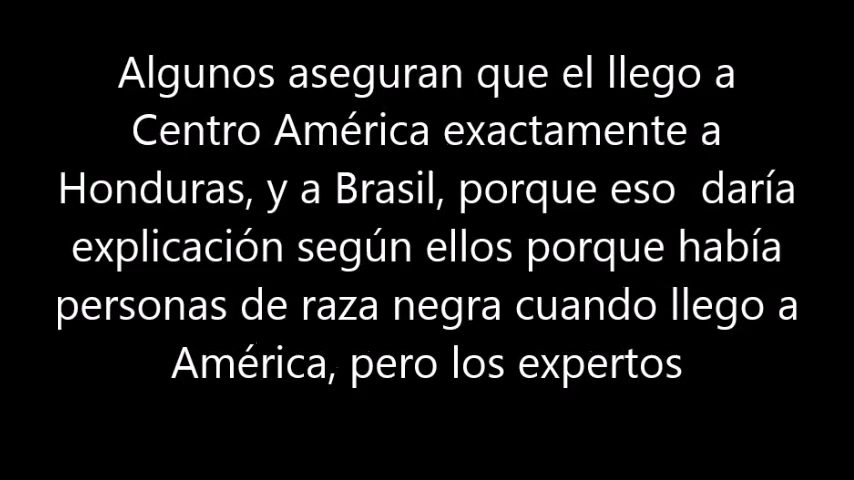 Algunos aseguran que el llego a
Centro América exactamente a
Honduras, y a Brasil, porque eso  daría
explicación según ellos porque había
personas de raza negra cuando llego a
América, pero los expertos